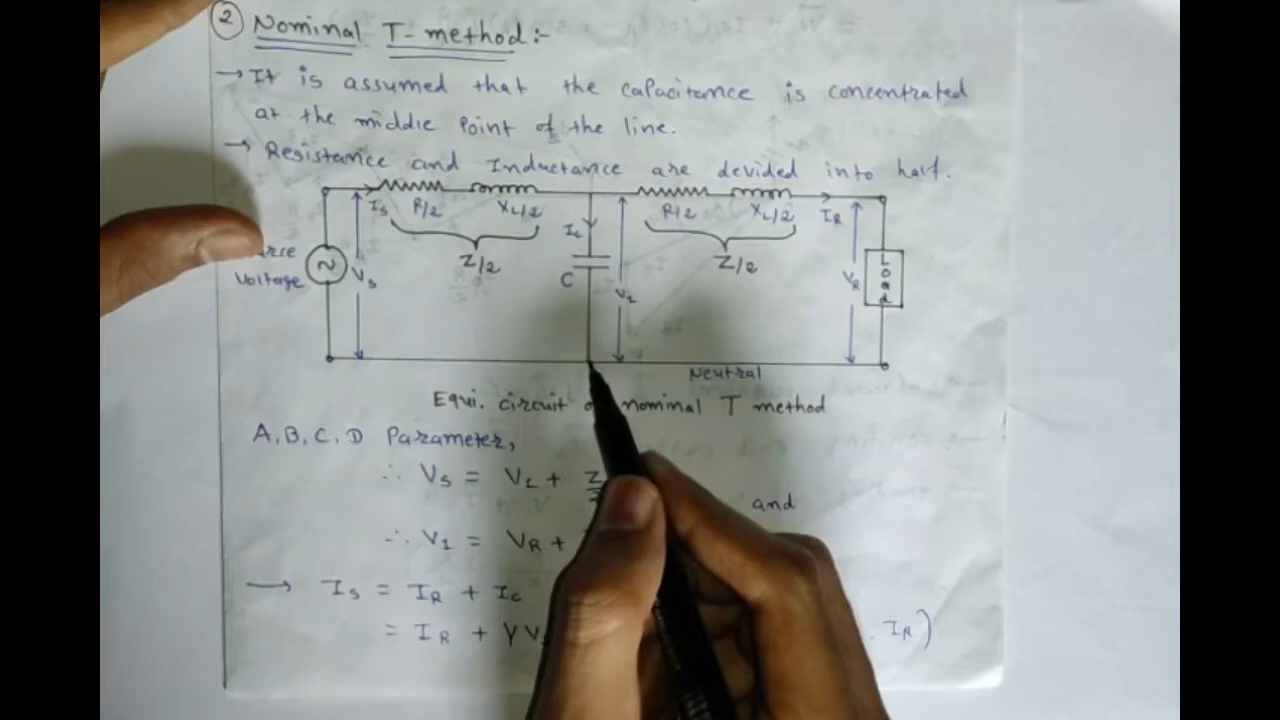 2 Nominal T-method:-
→ It is assumed that the capacitance is concentrated
at the middle point of the line.
→ Resistance and Inductance are devided into half.
Is R/2 XL/2 R/2 XL/2 IR
Z/2 Ic Z/2
Voltage Vs C V1 VR Load
Neutral
Equi. circuit nominal T method
A.B.C.D Parameter,
∴ Vs = V1 + Z
and
∴ V1 = VR +
→ Is = IR + Ic
= IR + YV IR)